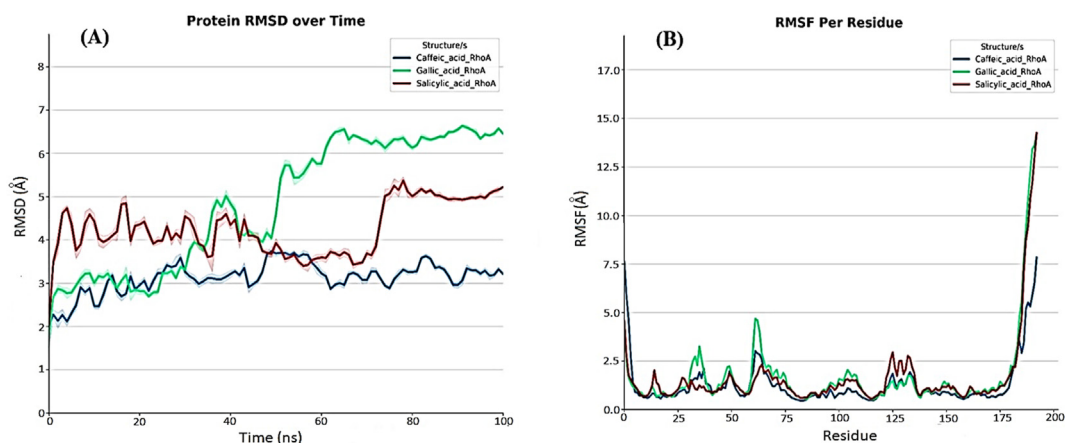 Protein RMSD over Time
(A)
Structure/s
Caffeic_acid_RhoA
Gallic_acid_RhoA
Salicylic_acid_RhoA
8
7
6
5
4
3
2
1
0
RMSD (Å)
0 20 40 60 80 100
Time (ns)
RMSF Per Residue
(B)
Structure/s
Caffeic_acid_RhoA
Gallic_acid_RhoA
Salicylic_acid_RhoA
17.5
15.0
12.5
10.0
7.5
5.0
2.5
0.0
RMSF (Å)
0 25 50 75 100 125 150 175 200
Residue